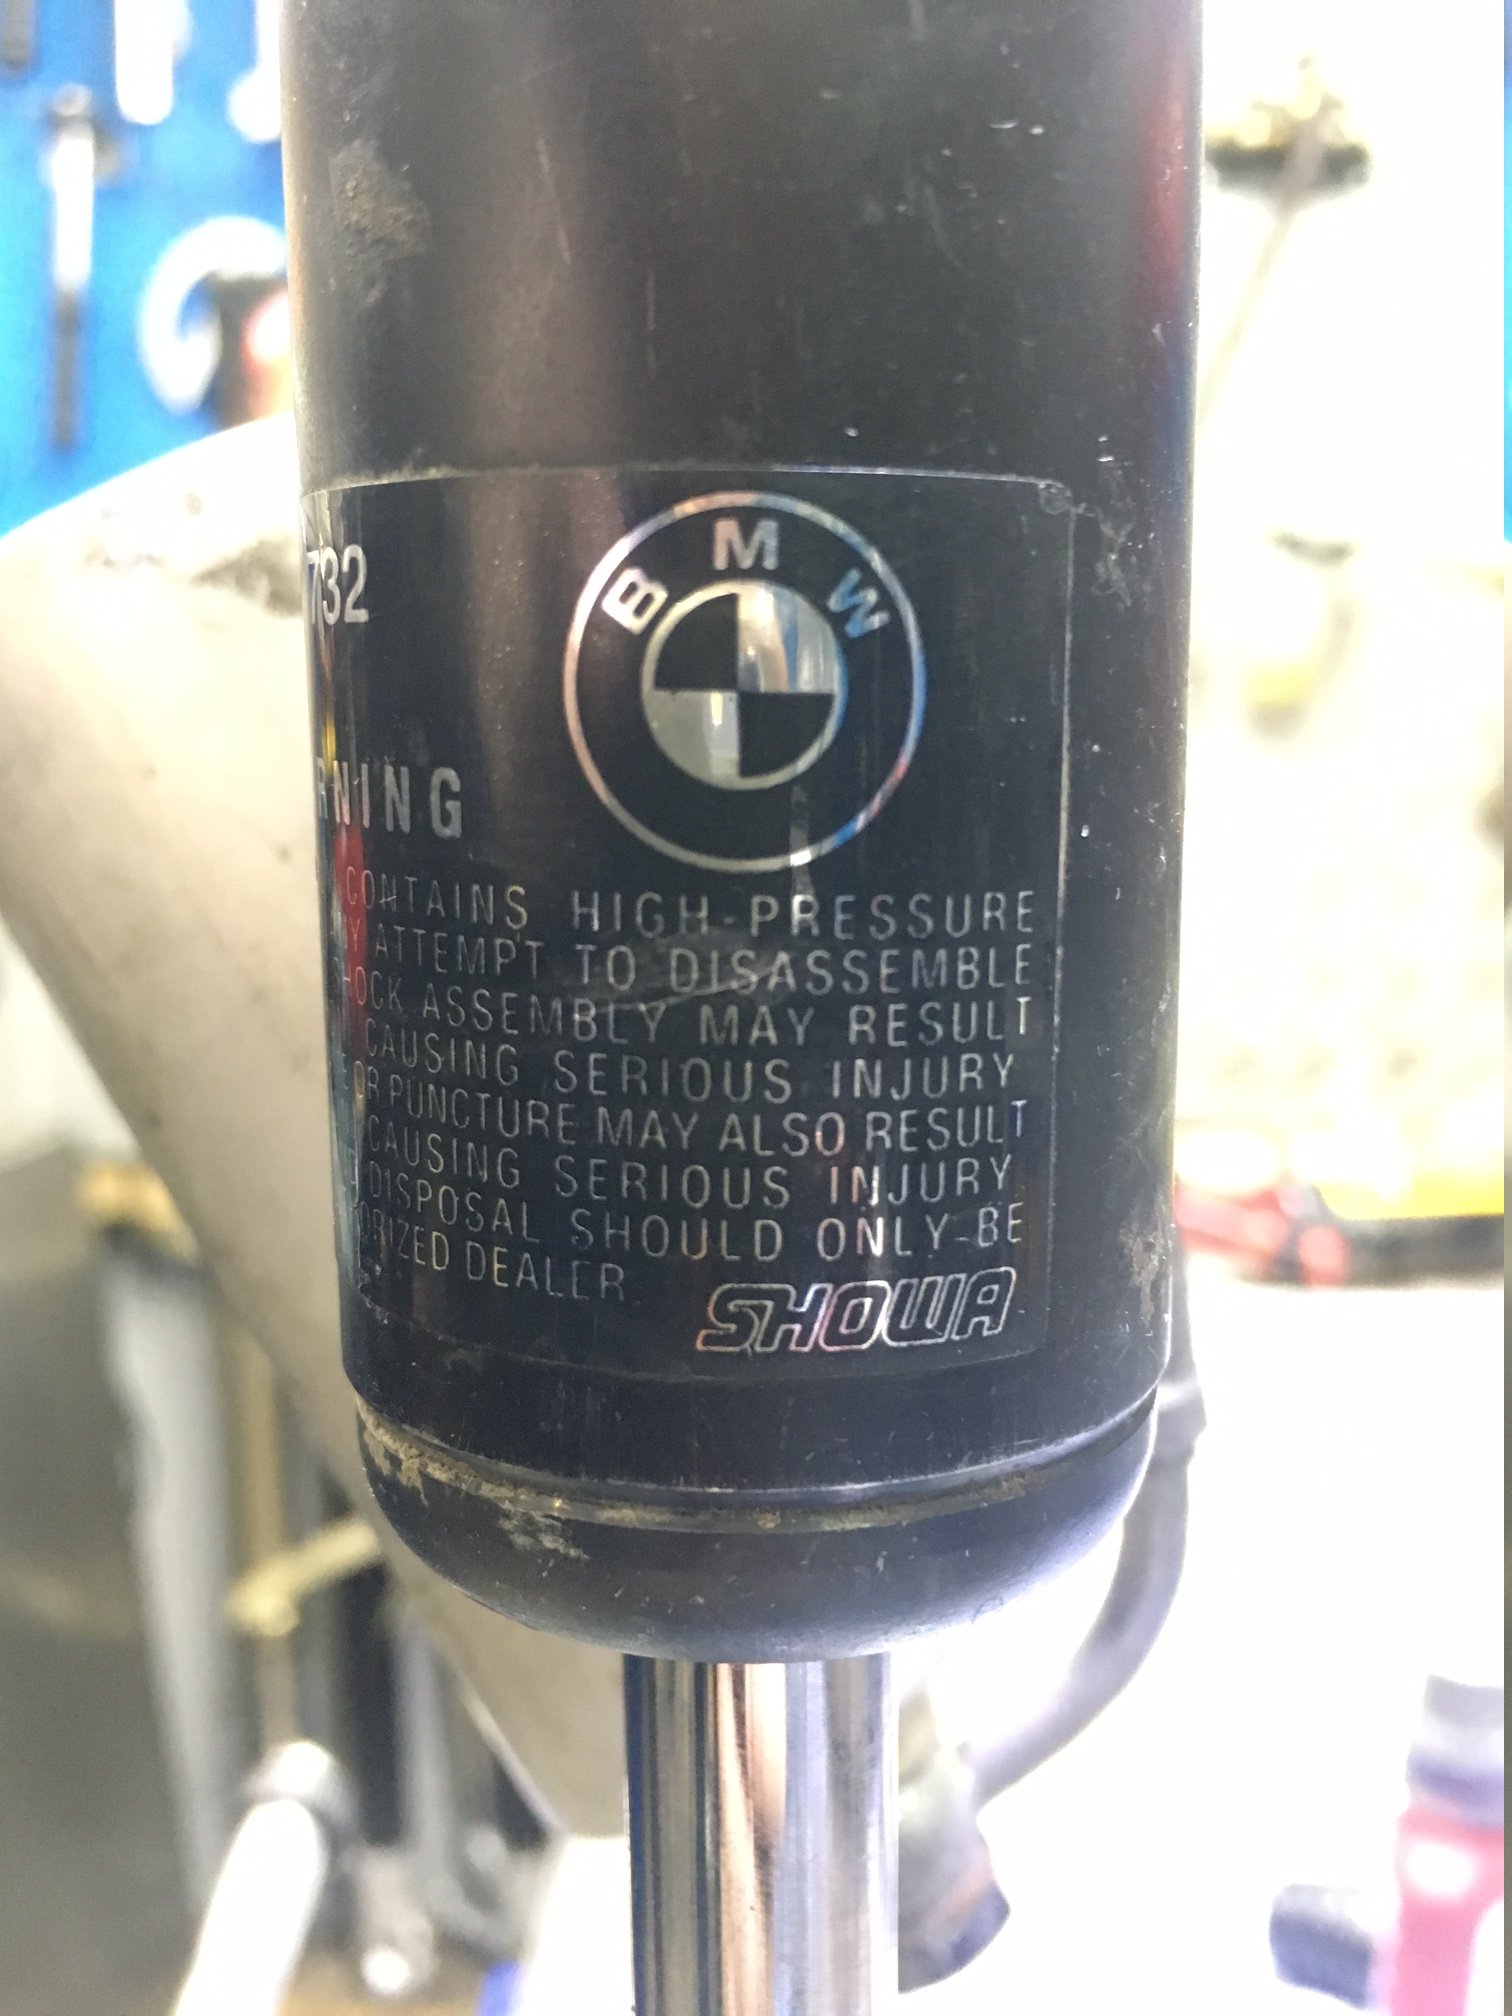 732
BMW
RNING
CONTAINS HIGH-PRESSURE
ATTEMPT TO DISASSEMBLE
HOCK ASSEMBLY MAY RESULT
CAUSING SERIOUS INJURY
OR PUNCTURE MAY ALSO RESULT
CAUSING SERIOUS INJURY
DISPOSAL SHOULD ONLY BE
ORIZED DEALER
SHOWA